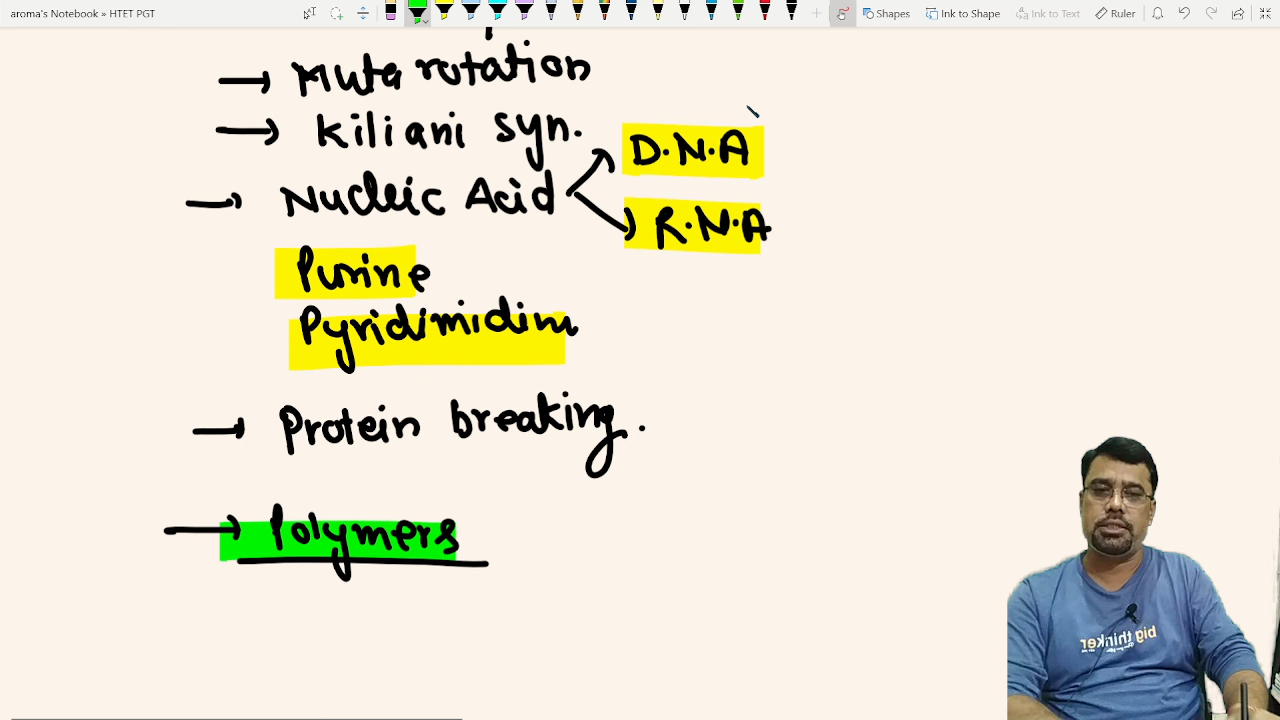 aroma's Notebook » HTET PGT
Shapes
Ink to Shape
Ink to Text
Ruler
→ Muta rotation
→ Kiliani syn.
→ Nucleic Acid
D.N.A
R.N.A
Purine
Pyridimidine
→ Protein breaking.
→ Polymers
big thinker